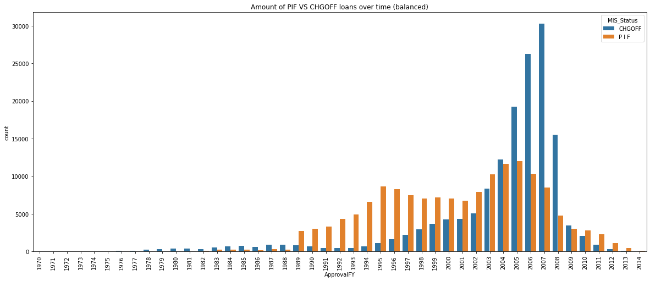 Amount of PIF VS CHGOFF loans over time (balanced)
MIS_Status
CHGOFF
P I F
count
30000
25000
20000
15000
10000
5000
0
1970 1971 1972 1973 1974 1975 1976 1977 1978 1979 1980 1981 1982 1983 1984 1985 1986 1987 1988 1989 1990 1991 1992 1993 1994 1995 1996 1997 1998 1999 2000 2001 2002 2003 2004 2005 2006 2007 2008 2009 2010 2011 2012 2013 2014
ApprovalFY